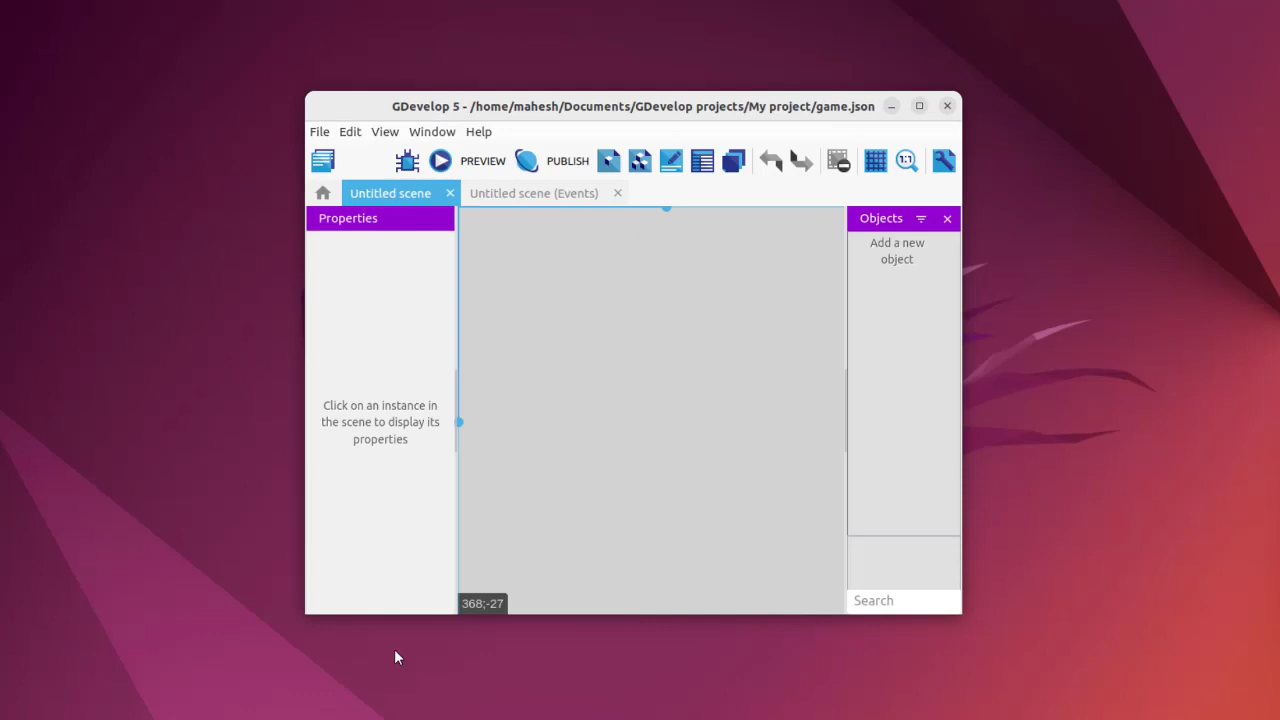 GDevelop 5 - /home/mahesh/Documents/GDevelop projects/My project/game.json
File Edit View Window Help
PREVIEW PUBLISH 1:1
Untitled scene Untitled scene (Events)
Properties
Objects
Add a new
object
Click on an instance in
the scene to display its
properties
368;-27
Search